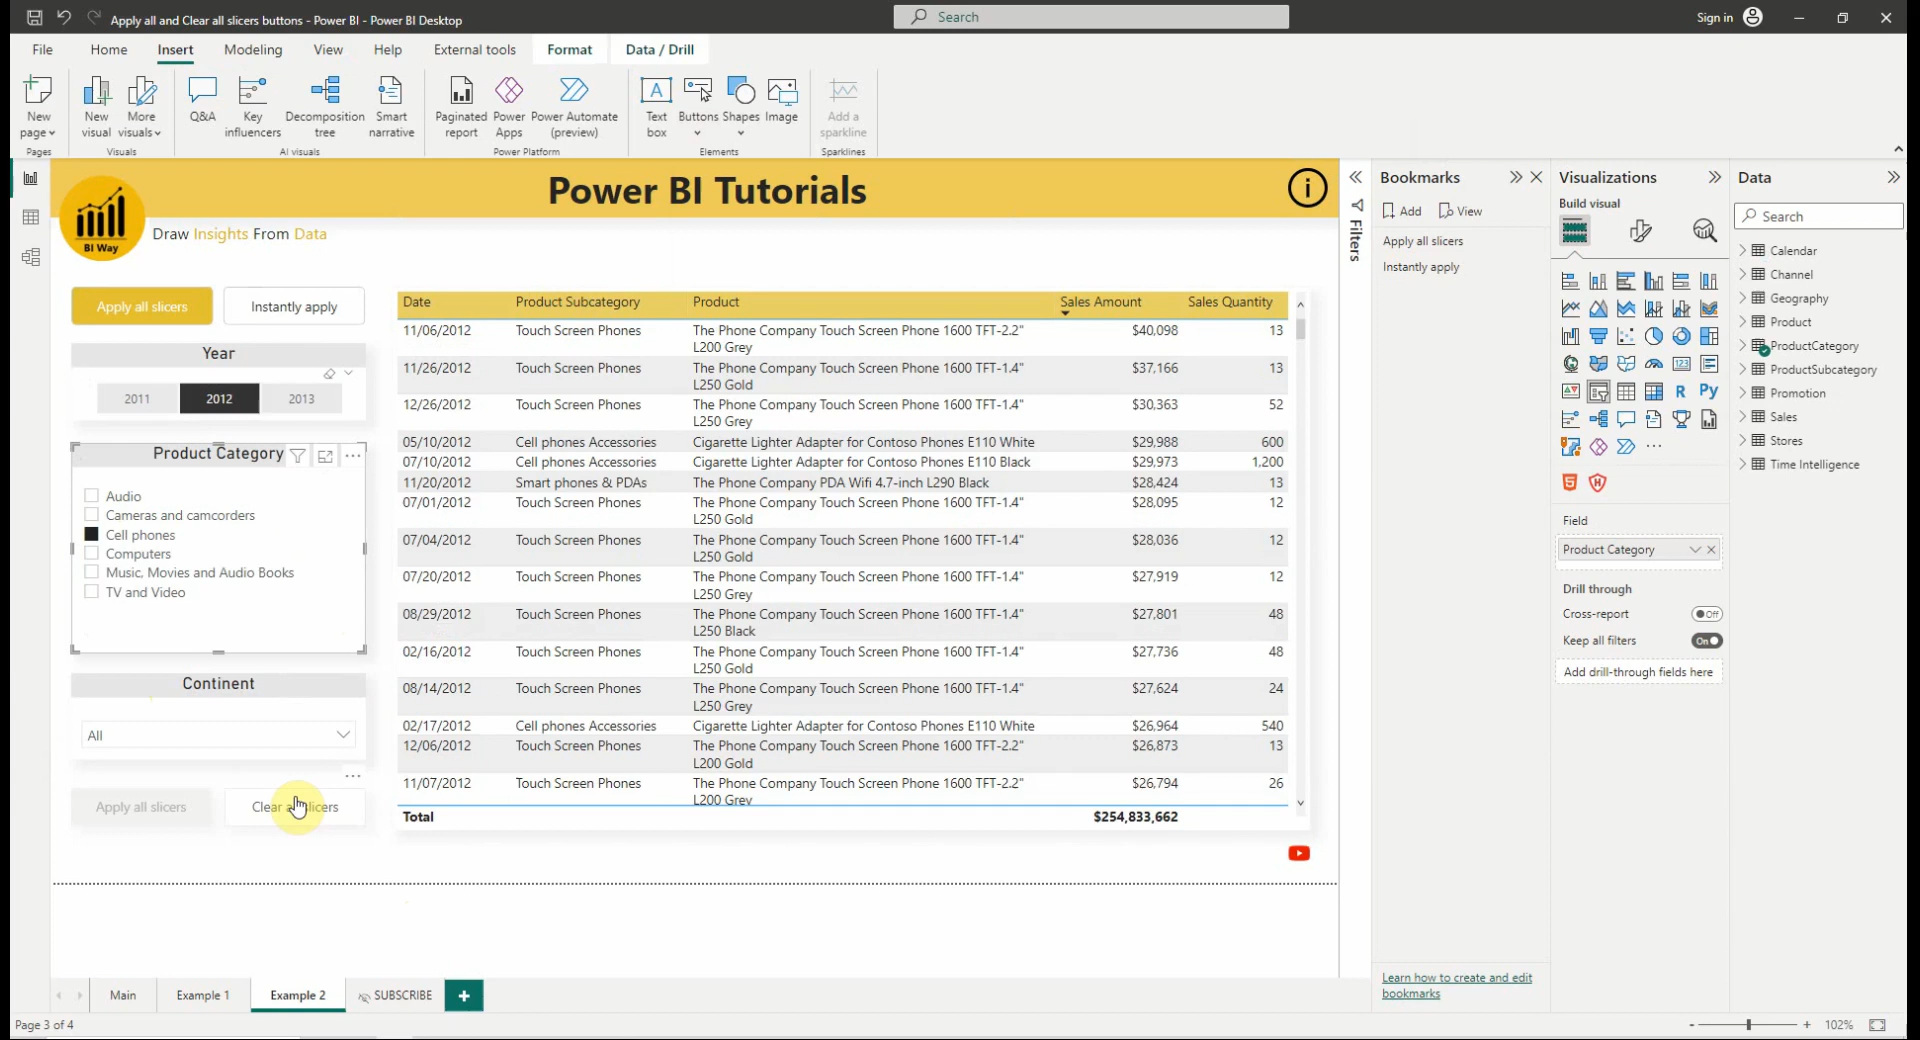 Apply all and Clear all slicers buttons - Power BI - Power BI Desktop
Search
Sign in
File Home Insert Modeling View Help External tools Format Data / Drill
New page
New visual
More visuals
Q&A
Key influencers
Decomposition tree
Smart narrative
Paginated report
Power Apps
Power Automate (preview)
Text box
Buttons
Shapes
Image
Add a sparkline
Pages
Visuals
AI visuals
Power Platform
Elements
Sparklines
Power BI Tutorials
i
BI Way
Draw Insights From Data
Apply all slicers
Instantly apply
Year
2011 2012 2013
Product Category
Audio
Cameras and camcorders
Cell phones
Computers
Music, Movies and Audio Books
TV and Video
Continent
All
Apply all slicers
Date Product Subcategory Product Sales Amount Sales Quantity
11/06/2012 Touch Screen Phones The Phone Company Touch Screen Phone 1600 TFT-2.2" $40,098 13
L200 Grey
11/26/2012 Touch Screen Phones The Phone Company Touch Screen Phone 1600 TFT-1.4" $37,166 13
L250 Gold
12/26/2012 Touch Screen Phones The Phone Company Touch Screen Phone 1600 TFT-1.4" $30,363 52
L250 Grey
05/10/2012 Cell phones Accessories Cigarette Lighter Adapter for Contoso Phones E110 White $29,988 600
07/10/2012 Cell phones Accessories Cigarette Lighter Adapter for Contoso Phones E110 Black $29,973 1,200
11/20/2012 Smart phones & PDAs The Phone Company PDA Wifi 4.7-inch L290 Black $28,424 13
07/01/2012 Touch Screen Phones The Phone Company Touch Screen Phone 1600 TFT-1.4" $28,095 12
L250 Gold
07/04/2012 Touch Screen Phones The Phone Company Touch Screen Phone 1600 TFT-1.4" $28,036 12
L250 Gold
07/20/2012 Touch Screen Phones The Phone Company Touch Screen Phone 1600 TFT-1.4" $27,919 12
L250 Grey
08/29/2012 Touch Screen Phones The Phone Company Touch Screen Phone 1600 TFT-1.4" $27,801 48
L250 Black
02/16/2012 Touch Screen Phones The Phone Company Touch Screen Phone 1600 TFT-1.4" $27,736 48
L250 Gold
08/14/2012 Touch Screen Phones The Phone Company Touch Screen Phone 1600 TFT-1.4" $27,624 24
L250 Grey
02/17/2012 Cell phones Accessories Cigarette Lighter Adapter for Contoso Phones E110 White $26,964 540
12/06/2012 Touch Screen Phones The Phone Company Touch Screen Phone 1600 TFT-2.2" $26,873 13
L200 Gold
11/07/2012 Touch Screen Phones The Phone Company Touch Screen Phone 1600 TFT-2.2" $26,794 26
L200 Grey
Total $254,833,662
Filters
Bookmarks
Add View
Apply all slicers
Instantly apply
Learn how to create and edit
bookmarks
Visualizations
Build visual
123
R Py
Field
Product Category
Drill through
Cross-report Off
Keep all filters On
Add drill-through fields here
Data
Search
Calendar
Channel
Geography
Product
ProductCategory
ProductSubcategory
Promotion
Sales
Stores
Time Intelligence
Main Example 1 Example 2 SUBSCRIBE +
Page 3 of 4
- + 102%